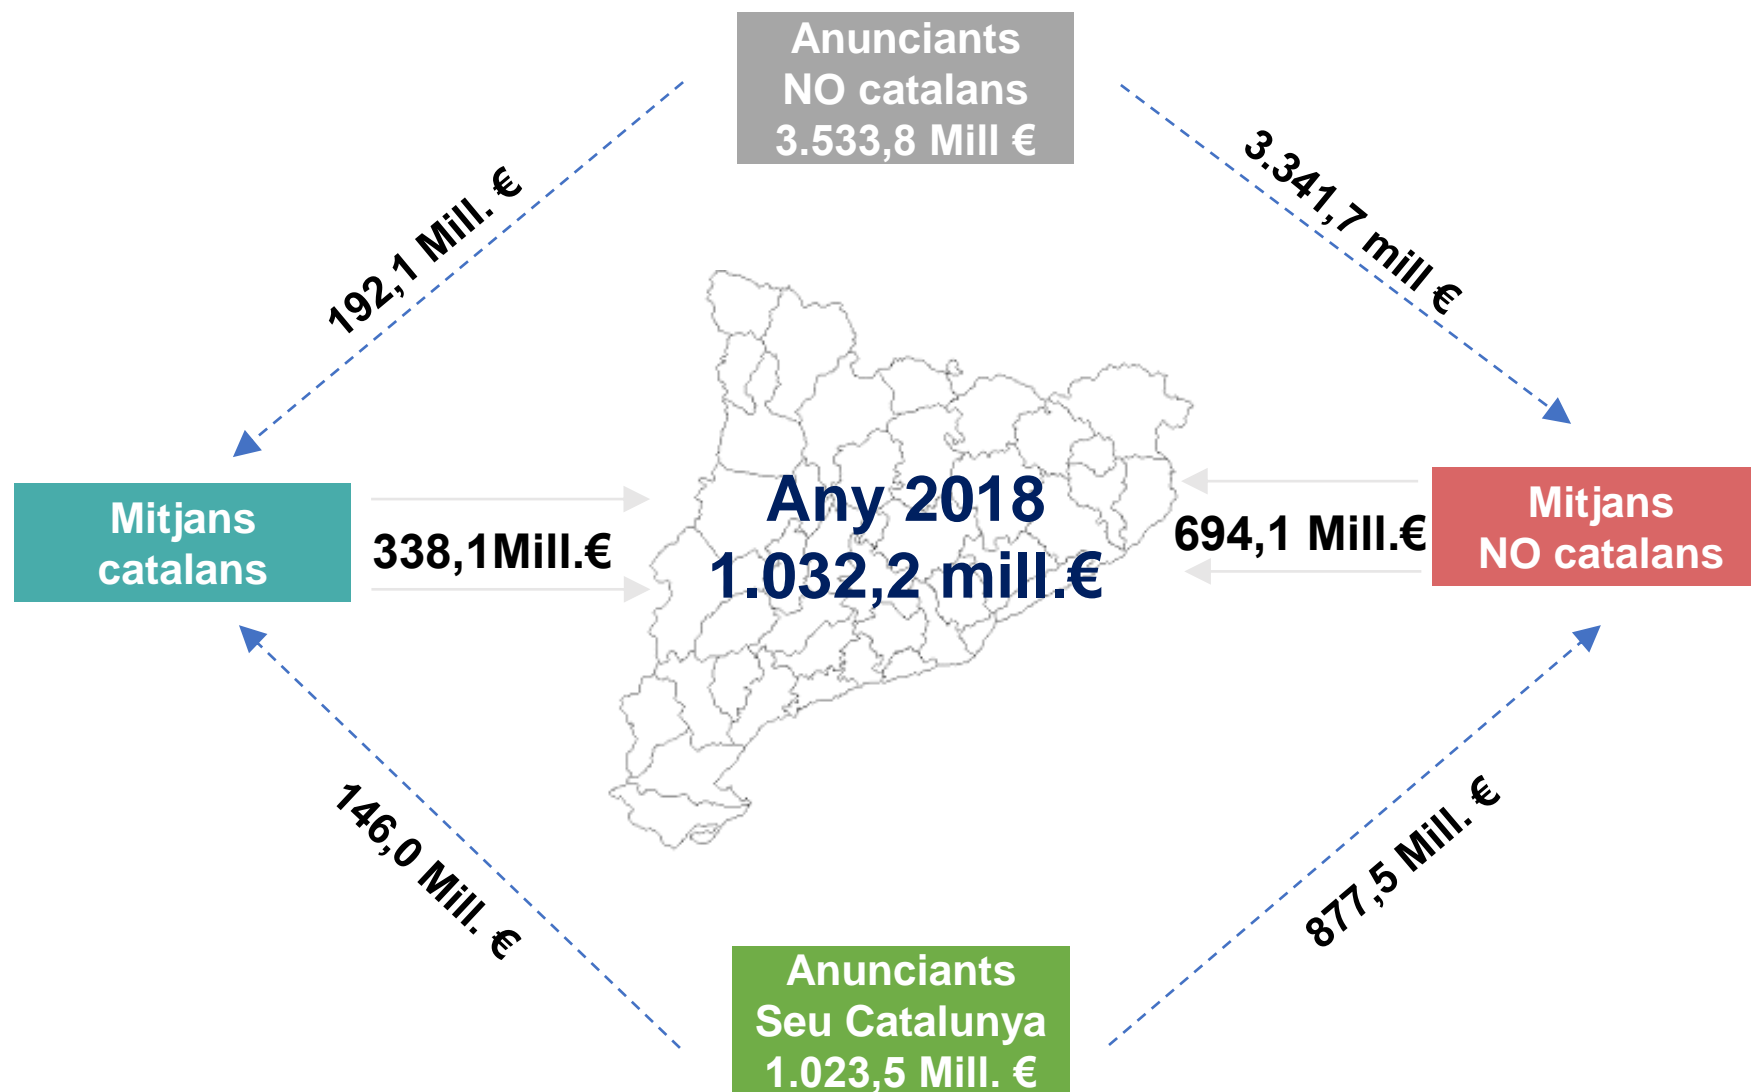 Anunciants
NO catalans
3.533,8 Mill €
192,1 Mill. €
3.341,7 mill €
Mitjans
catalans
338,1Mill.€
Any 2018
1.032,2 mill.€
694,1 Mill.€
Mitjans
NO catalans
146,0 Mill. €
877,5 Mill. €
Anunciants
Seu Catalunya
1.023,5 Mill. €